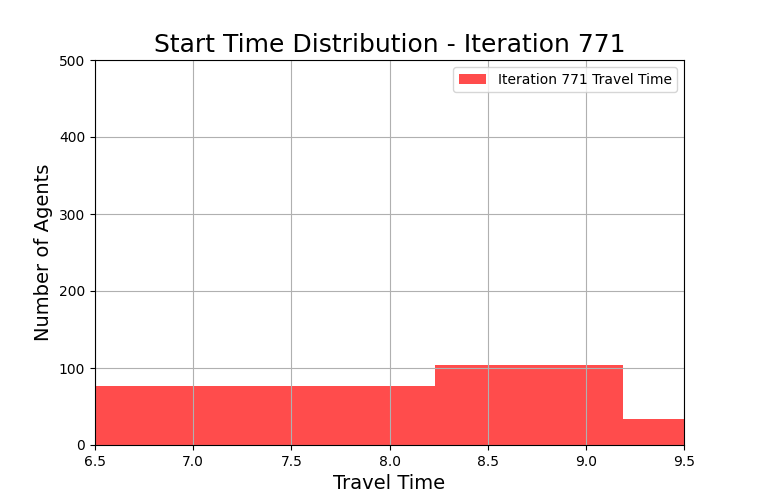 Start Time Distribution - Iteration 771
Iteration 771 Travel Time
500
400
300
200
100
0
Number of Agents
6.5 7.0 7.5 8.0 8.5 9.0 9.5
Travel Time